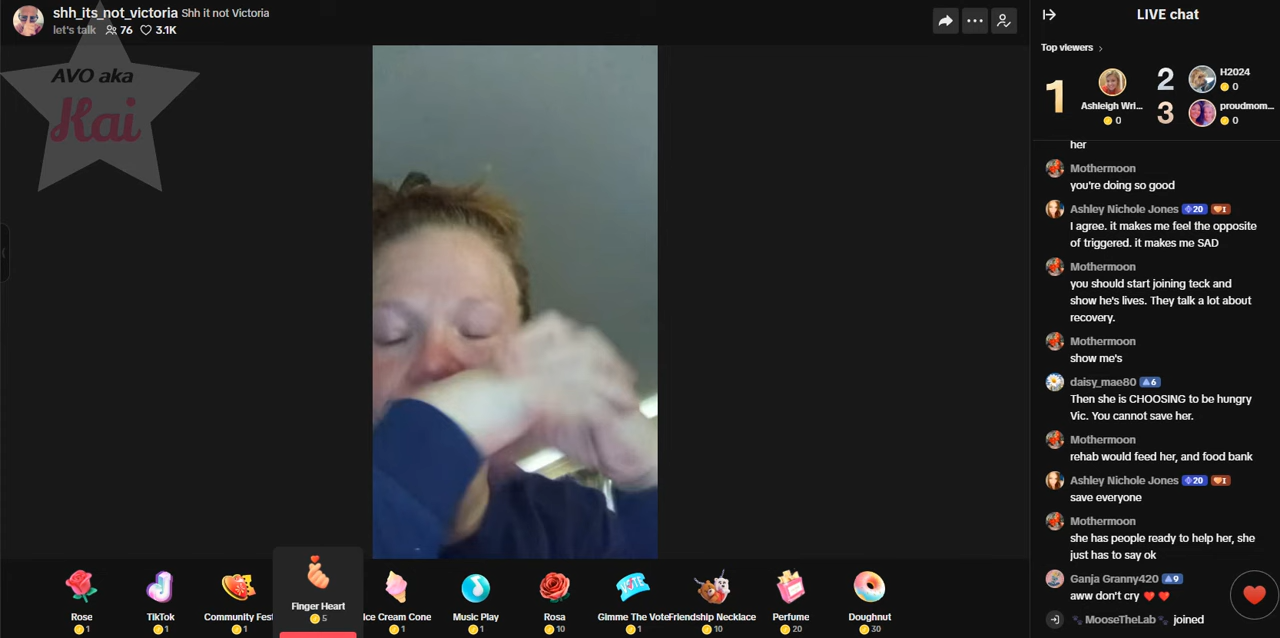 shh_its_not_victoria Shh it not Victoria
let's talk 76 3.1K
AVO aka
Kai
LIVE chat
Top viewers
1 Ashleigh Wri... 0
2 H2024 0
3 proudmom... 0
her
Mothermoon
you're doing so good
Ashley Nichole Jones 20 I
I agree. it makes me feel the opposite
of triggered. it makes me SAD
Mothermoon
you should start joining teck and
show he's lives. They talk a lot about
recovery.
Mothermoon
show me's
daisy_mae80 6
Then she is CHOOSING to be hungry
Vic. You cannot save her.
Mothermoon
rehab would feed her, and food bank
Ashley Nichole Jones 20 I
save everyone
Mothermoon
she has people ready to help her, she
just has to say ok
Ganja Granny420 9
aww don't cry ❤️ ❤️
🐾 MooseTheLab 🐾 joined
Rose
1
TikTok
1
Community Fest
1
Finger Heart
5
Ice Cream Cone
1
Music Play
1
Rosa
10
Gimme The Vote
1
Friendship Necklace
10
Perfume
20
Doughnut
30